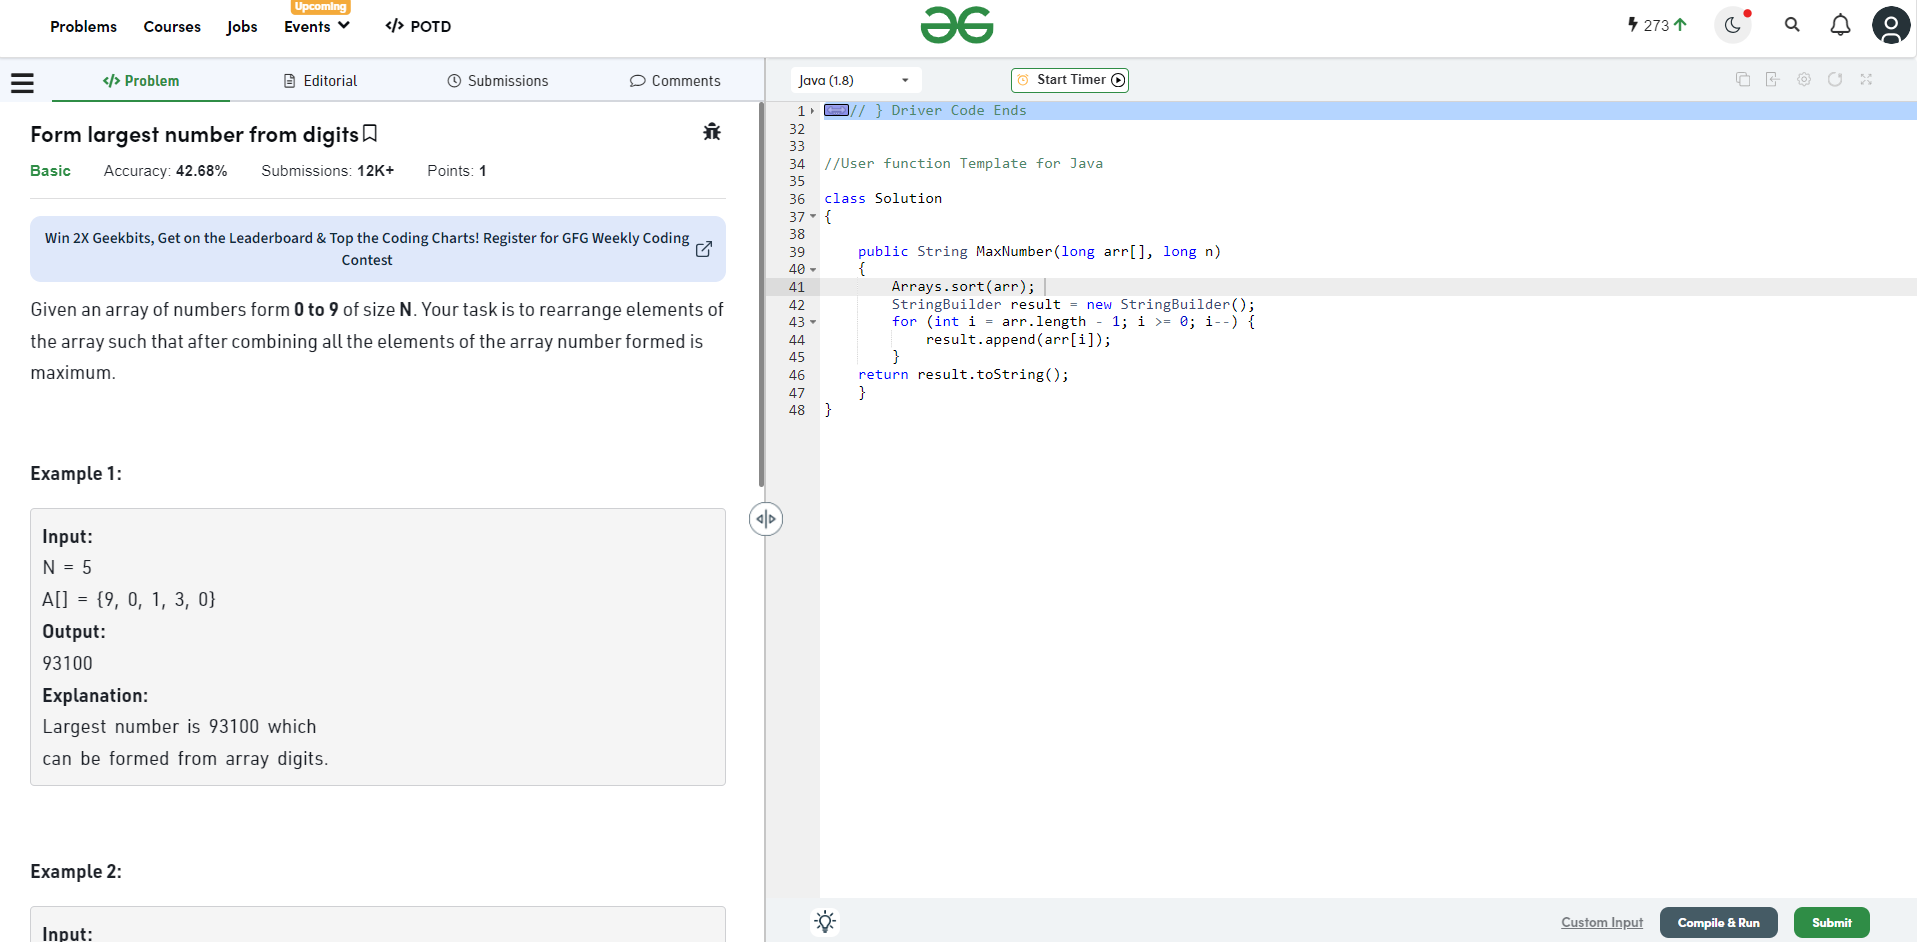 Problems Courses Jobs Upcoming Events </> POTD 273
</> Problem Editorial Submissions Comments
Java (1.8) Start Timer
Form largest number from digits
Basic Accuracy: 42.68% Submissions: 12K+ Points: 1
Win 2X Geekbits, Get on the Leaderboard & Top the Coding Charts! Register for GFG Weekly Coding
Contest
Given an array of numbers form 0 to 9 of size N. Your task is to rearrange elements of
the array such that after combining all the elements of the array number formed is
maximum.
Example 1:
Input:
N = 5
A[] = {9, 0, 1, 3, 0}
Output:
93100
Explanation:
Largest number is 93100 which
can be formed from array digits.
Example 2:
Input:
1 // } Driver Code Ends
32
33
34 //User function Template for Java
35
36 class Solution
37 {
38
39 public String MaxNumber(long arr[], long n)
40 {
41 Arrays.sort(arr);
42 StringBuilder result = new StringBuilder();
43 for (int i = arr.length - 1; i >= 0; i--) {
44 result.append(arr[i]);
45 }
46 return result.toString();
47 }
48 }
Custom Input Compile & Run Submit